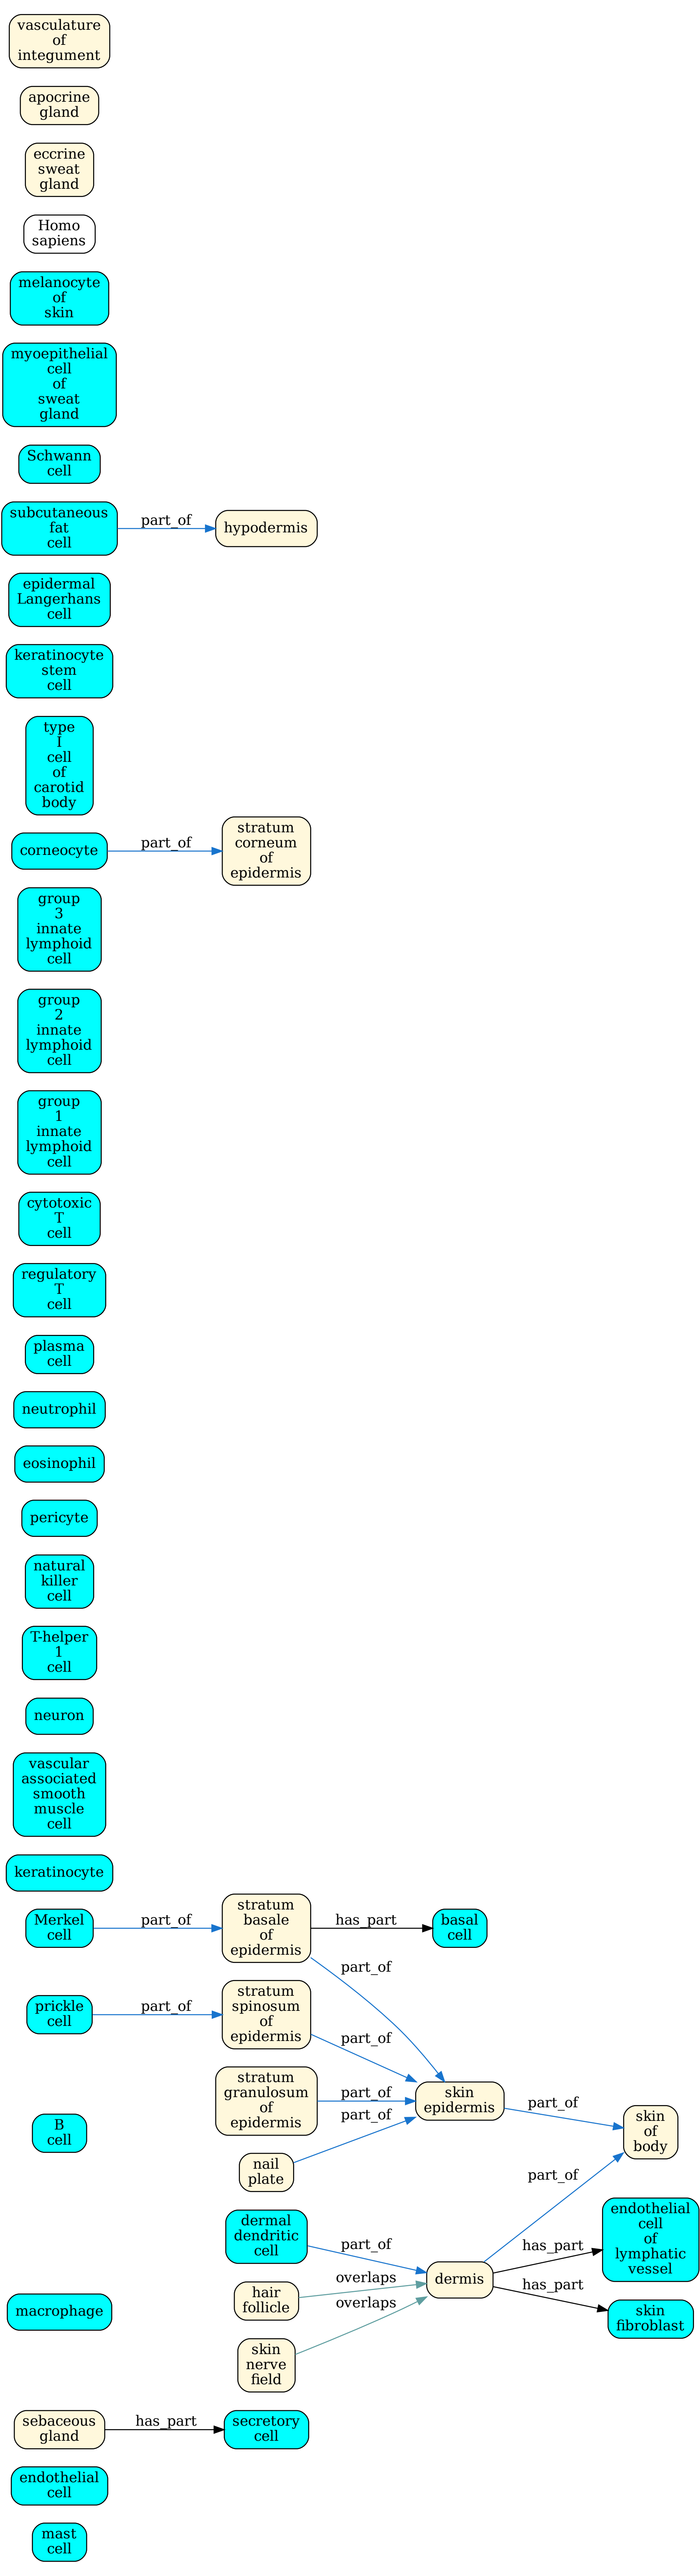 vasculature
of
integument
apocrine
gland
eccrine
sweat
gland
Homo
sapiens
melanocyte
of
skin
myoepithelial
cell
of
sweat
gland
Schwann
cell
subcutaneous
fat
cell
part_of
hypodermis
epidermal
Langerhans
cell
keratinocyte
stem
cell
type
I
cell
of
carotid
body
corneocyte
part_of
stratum
corneum
of
epidermis
group
3
innate
lymphoid
cell
group
2
innate
lymphoid
cell
group
1
innate
lymphoid
cell
cytotoxic
T
cell
regulatory
T
cell
plasma
cell
neutrophil
eosinophil
pericyte
natural
killer
cell
T-helper
1
cell
neuron
vascular
associated
smooth
muscle
cell
keratinocyte
Merkel
cell
part_of
stratum
basale
of
epidermis
has_part
basal
cell
part_of
prickle
cell
part_of
stratum
spinosum
of
epidermis
part_of
stratum
granulosum
of
epidermis
part_of
skin
epidermis
part_of
skin
of
body
B
cell
nail
plate
part_of
part_of
dermal
dendritic
cell
part_of
dermis
has_part
endothelial
cell
of
lymphatic
vessel
has_part
skin
fibroblast
macrophage
hair
follicle
overlaps
overlaps
skin
nerve
field
sebaceous
gland
has_part
secretory
cell
endothelial
cell
mast
cell